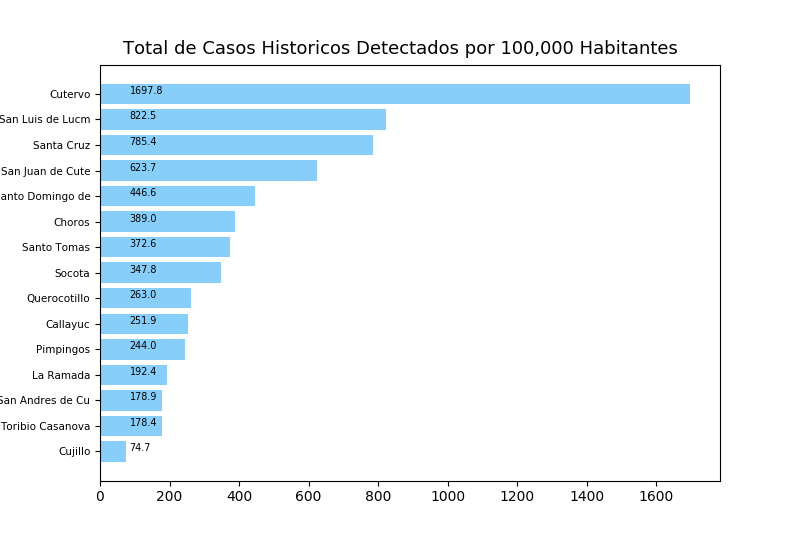 Total de Casos Historicos Detectados por 100,000 Habitantes
Cutervo 1697.8
San Luis de Lucm 822.5
Santa Cruz 785.4
San Juan de Cute 623.7
anto Domingo de 446.6
Choros 389.0
Santo Tomas 372.6
Socota 347.8
Querocotillo 263.0
Callayuc 251.9
Pimpingos 244.0
La Ramada 192.4
San Andres de Cu 178.9
Toribio Casanova 178.4
Cujillo 74.7
0 200 400 600 800 1000 1200 1400 1600